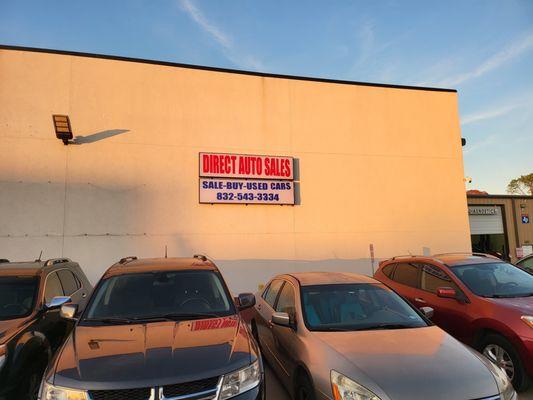 DIRECT AUTO SALES
SALE-BUY-USED CARS
832-543-3334